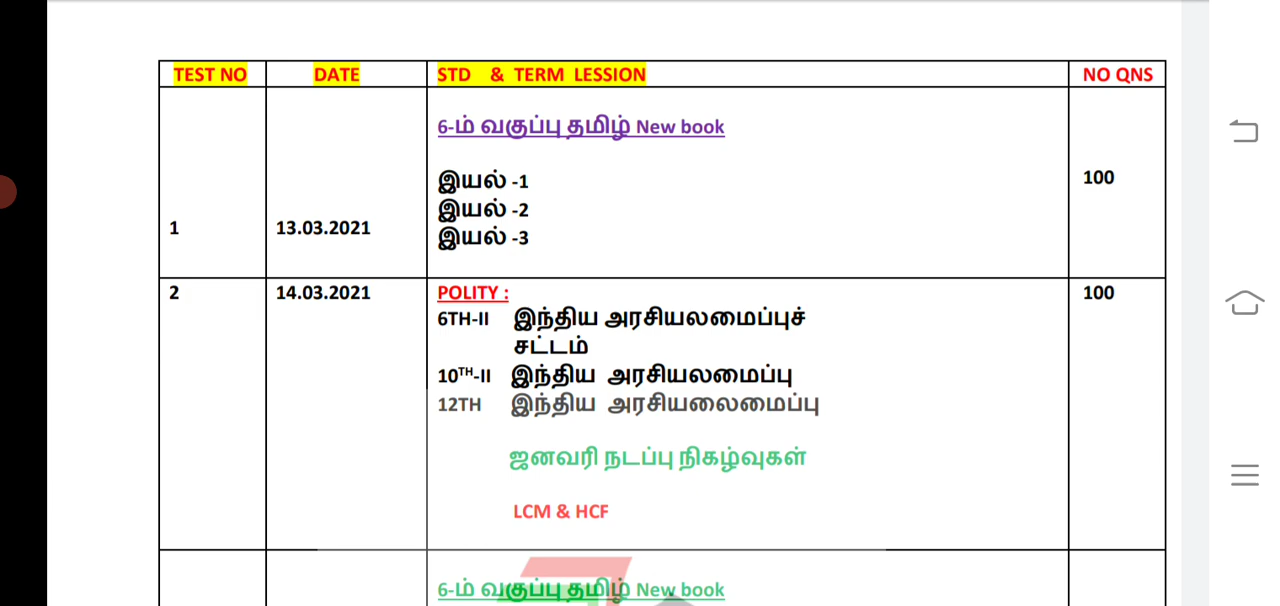 TEST NO DATE STD & TERM LESSION NO QNS
6-ம் வகுப்பு தமிழ் New book
இயல் -1
100
இயல் -2
1 13.03.2021
இயல் -3
2 14.03.2021 POLITY : 100
6TH-II இந்திய அரசியலமைப்புச்
சட்டம்
10TH-II இந்திய அரசியலமைப்பு
12TH இந்திய அரசியலைமைப்பு
ஜனவரி நடப்பு நிகழ்வுகள்
LCM & HCF
6-ம் வகுப்பு தமிழ் New book